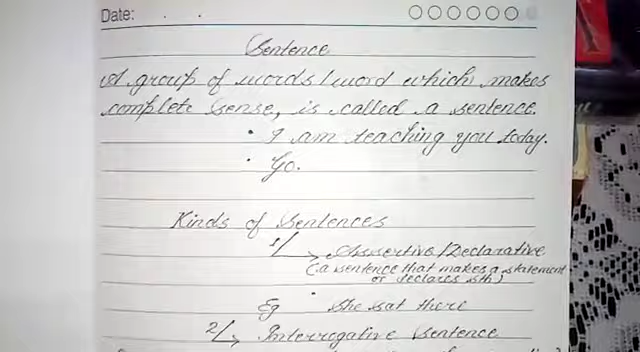 Date:
Sentence
A group of words/word which makes
complete sense, is called a sentence.
• I am teaching you today.
• Go.
Kinds of Sentences
1 Assertive/Declarative
(a sentence that makes a statement
or declares sth)
Eg She sat there
2 Interrogative Sentence